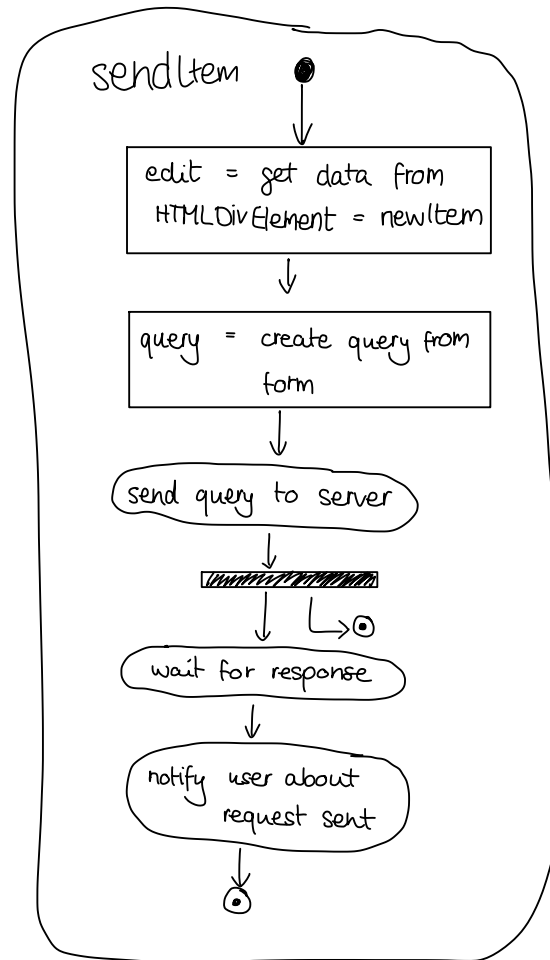 sendItem
edit = get data from
HTMLDivElement = newItem
query = create query from
form
send query to server
wait for response
notify user about
request sent